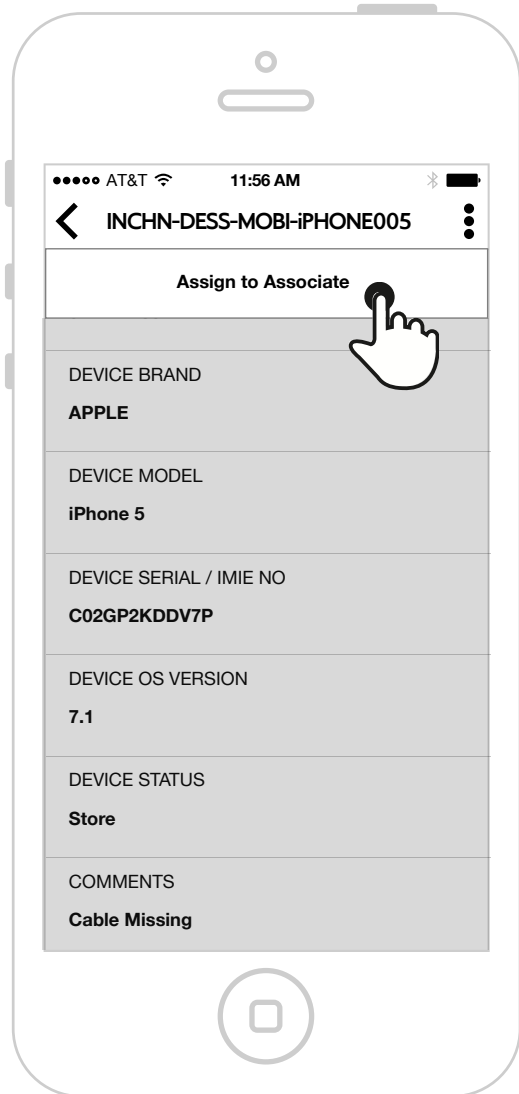 AT&T 11:56 AM
INCHN-DESS-MOBI-iPHONE005
Assign to Associate
DEVICE BRAND
APPLE
DEVICE MODEL
iPhone 5
DEVICE SERIAL / IMIE NO
C02GP2KDDV7P
DEVICE OS VERSION
7.1
DEVICE STATUS
Store
COMMENTS
Cable Missing